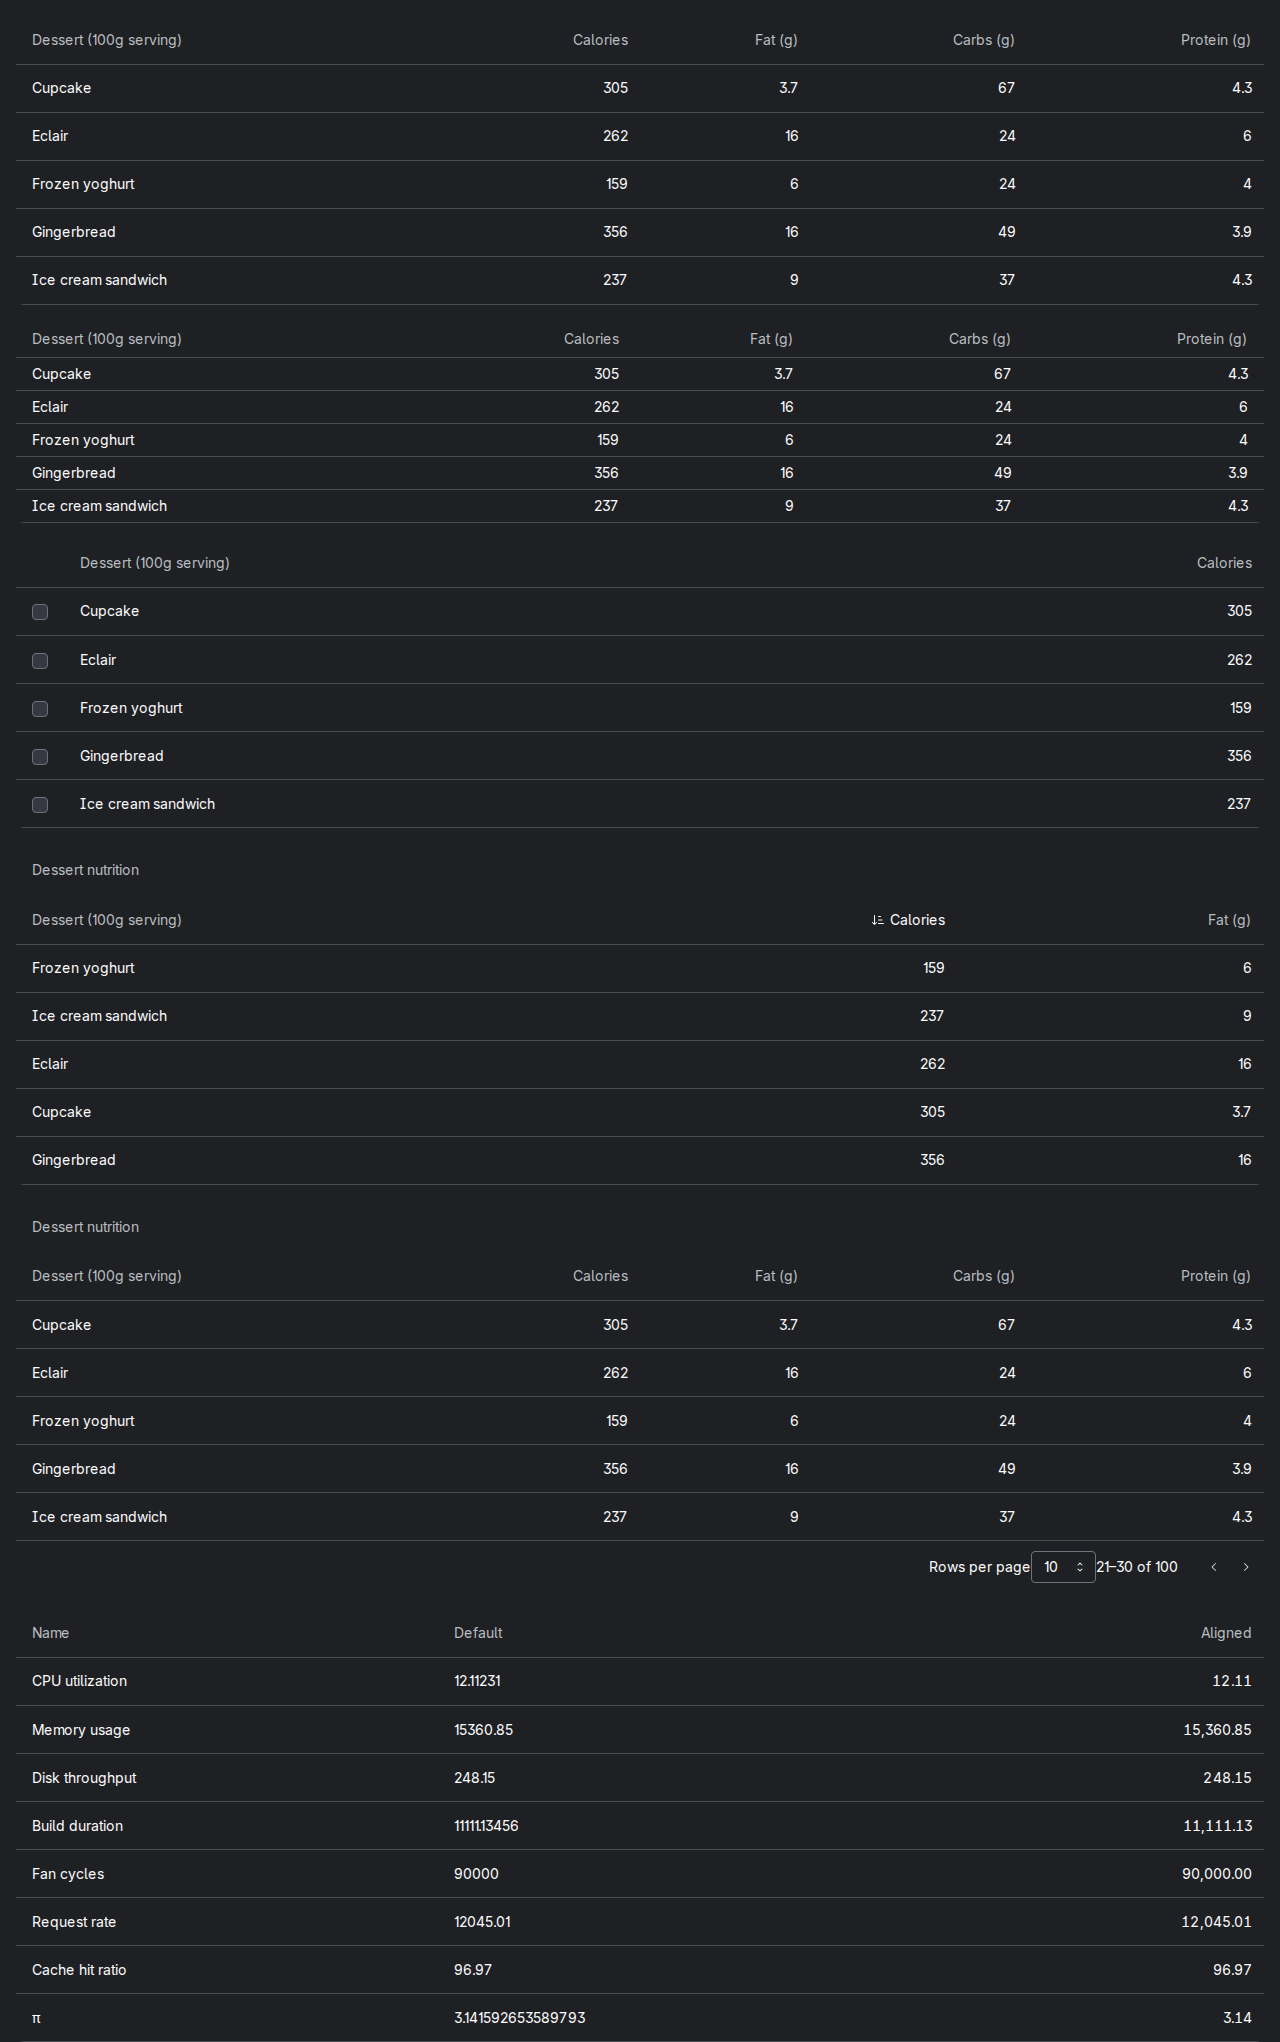 Dessert (100g serving) Calories Fat (g) Carbs (g) Protein (g)
Cupcake 305 3.7 67 4.3
Eclair 262 16 24 6
Frozen yoghurt 159 6 24 4
Gingerbread 356 16 49 3.9
Ice cream sandwich 237 9 37 4.3
Dessert (100g serving) Calories Fat (g) Carbs (g) Protein (g)
Cupcake 305 3.7 67 4.3
Eclair 262 16 24 6
Frozen yoghurt 159 6 24 4
Gingerbread 356 16 49 3.9
Ice cream sandwich 237 9 37 4.3
Dessert (100g serving) Calories
Cupcake 305
Eclair 262
Frozen yoghurt 159
Gingerbread 356
Ice cream sandwich 237
Dessert nutrition
Dessert (100g serving) Calories Fat (g)
Frozen yoghurt 159 6
Ice cream sandwich 237 9
Eclair 262 16
Cupcake 305 3.7
Gingerbread 356 16
Dessert nutrition
Dessert (100g serving) Calories Fat (g) Carbs (g) Protein (g)
Cupcake 305 3.7 67 4.3
Eclair 262 16 24 6
Frozen yoghurt 159 6 24 4
Gingerbread 356 16 49 3.9
Ice cream sandwich 237 9 37 4.3
Rows per page 10 21–30 of 100
Name Default Aligned
CPU utilization 12.11231 12.11
Memory usage 15360.85 15,360.85
Disk throughput 248.15 248.15
Build duration 11111.13456 11,111.13
Fan cycles 90000 90,000.00
Request rate 12045.01 12,045.01
Cache hit ratio 96.97 96.97
π 3.141592653589793 3.14